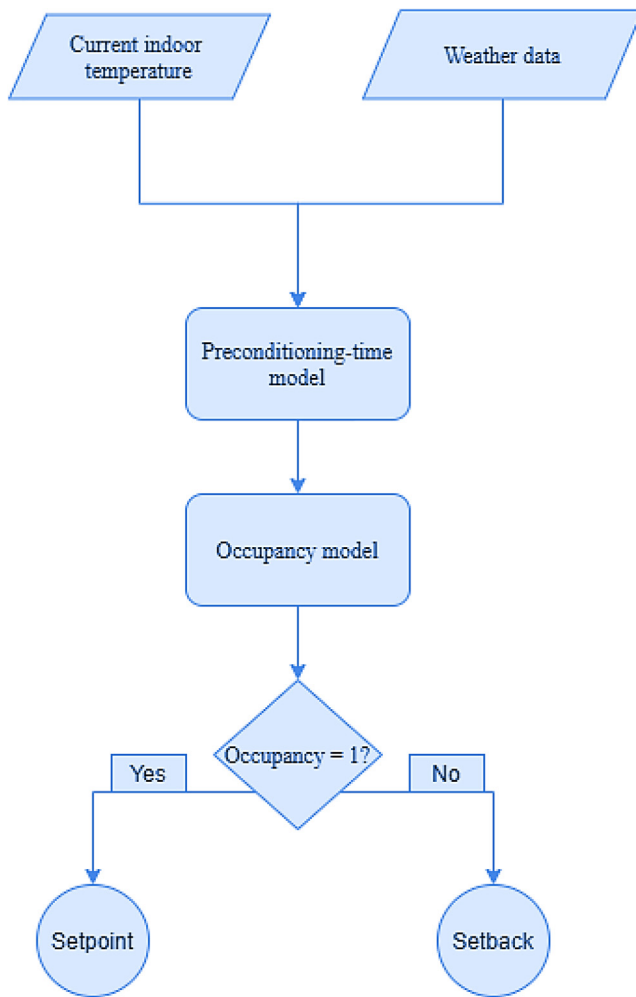 Current indoor
temperature
Weather data
Preconditioning-time
model
Occupancy model
Occupancy = 1?
Yes
No
Setpoint
Setback